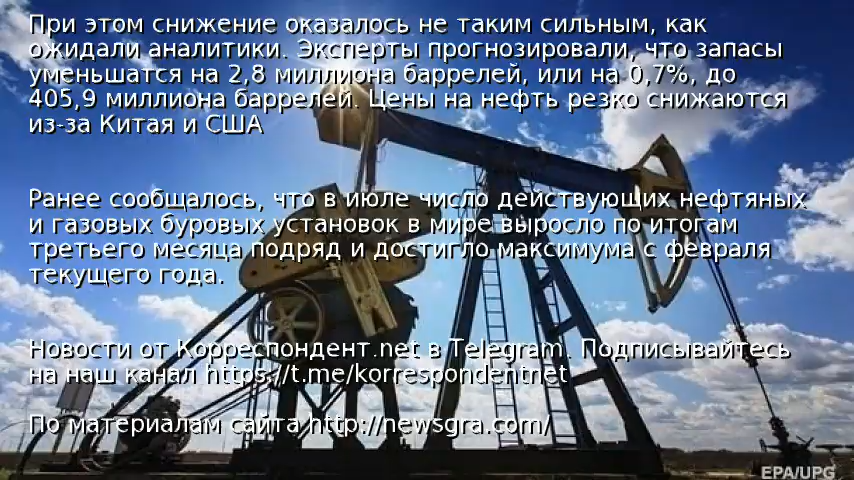 При этом снижение оказалось не таким сильным, как
ожидали аналитики. Эксперты прогнозировали, что запасы
уменьшатся на 2,8 миллиона баррелей, или на 0,7%, до
405,9 миллиона баррелей. Цены на нефть резко снижаются
из-за Китая и США
Ранее сообщалось, что в июле число действующих нефтяных
и газовых буровых установок в мире выросло по итогам
третьего месяца подряд и достигло максимума с февраля
текущего года.
Новости от Корреспондент.net в Telegram. Подписывайтесь
на наш канал https://t.me/korrespondentnet
По материалам сайта http://newsgra.com/
EPA/UPG